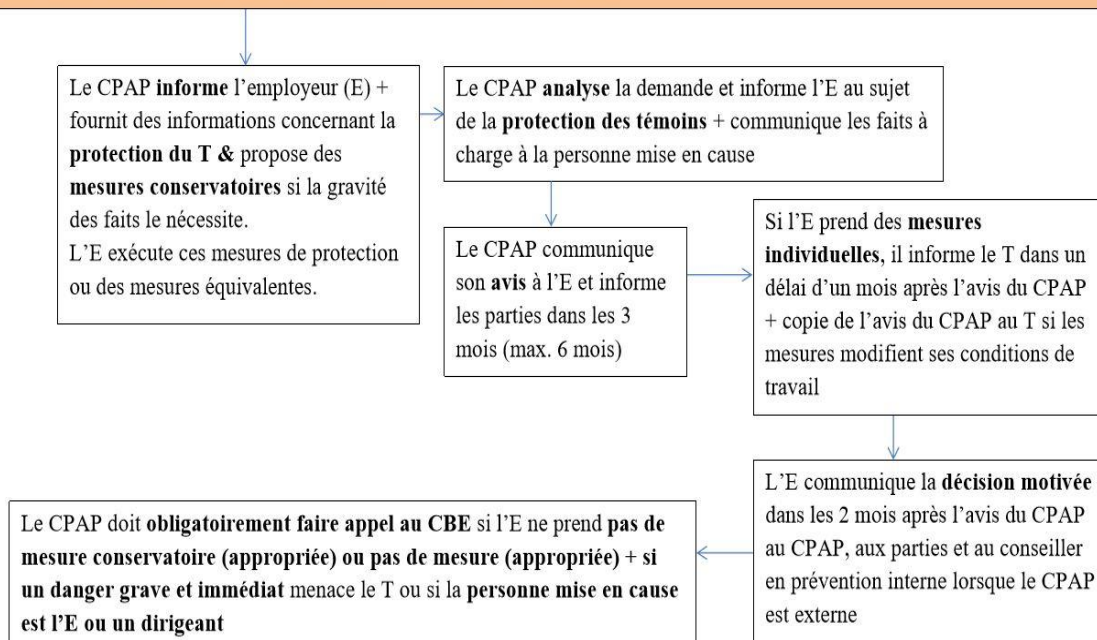 Le CPAP informe l’employeur (E) +
fournit des informations concernant la
protection du T & propose des
mesures conservatoires si la gravité
des faits le nécessite.
L’E exécute ces mesures de protection
ou des mesures équivalentes.
Le CPAP analyse la demande et informe l’E au sujet
de la protection des témoins + communique les faits à
charge à la personne mise en cause
Le CPAP communique
son avis à l’E et informe
les parties dans les 3
mois (max. 6 mois)
Si l’E prend des mesures
individuelles, il informe le T dans un
délai d’un mois après l’avis du CPAP
+ copie de l’avis du CPAP au T si les
mesures modifient ses conditions de
travail
L’E communique la décision motivée
dans les 2 mois après l’avis du CPAP
au CPAP, aux parties et au conseiller
en prévention interne lorsque le CPAP
est externe
Le CPAP doit obligatoirement faire appel au CBE si l’E ne prend pas de
mesure conservatoire (appropriée) ou pas de mesure (appropriée) + si
un danger grave et immédiat menace le T ou si la personne mise en cause
est l’E ou un dirigeant